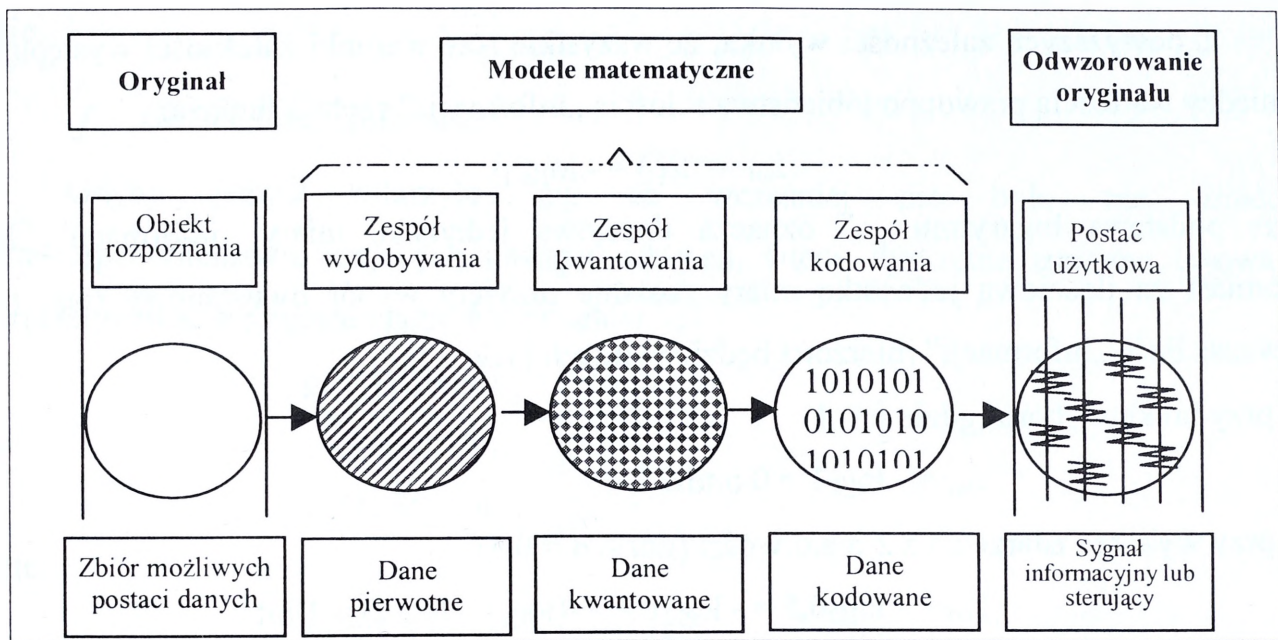 Oryginał
Modele matematyczne
Odwzorowanie
oryginału
Obiekt
rozpoznania
Zespół
wydobywania
Zespół
kwantowania
Zespół
kodowania
Postać
użytkowa
1010101
0101010
1010101
Zbiór możliwych
postaci danych
Dane
pierwotne
Dane
kwantowane
Dane
kodowane
Sygnał
informacyjny lub
sterujący